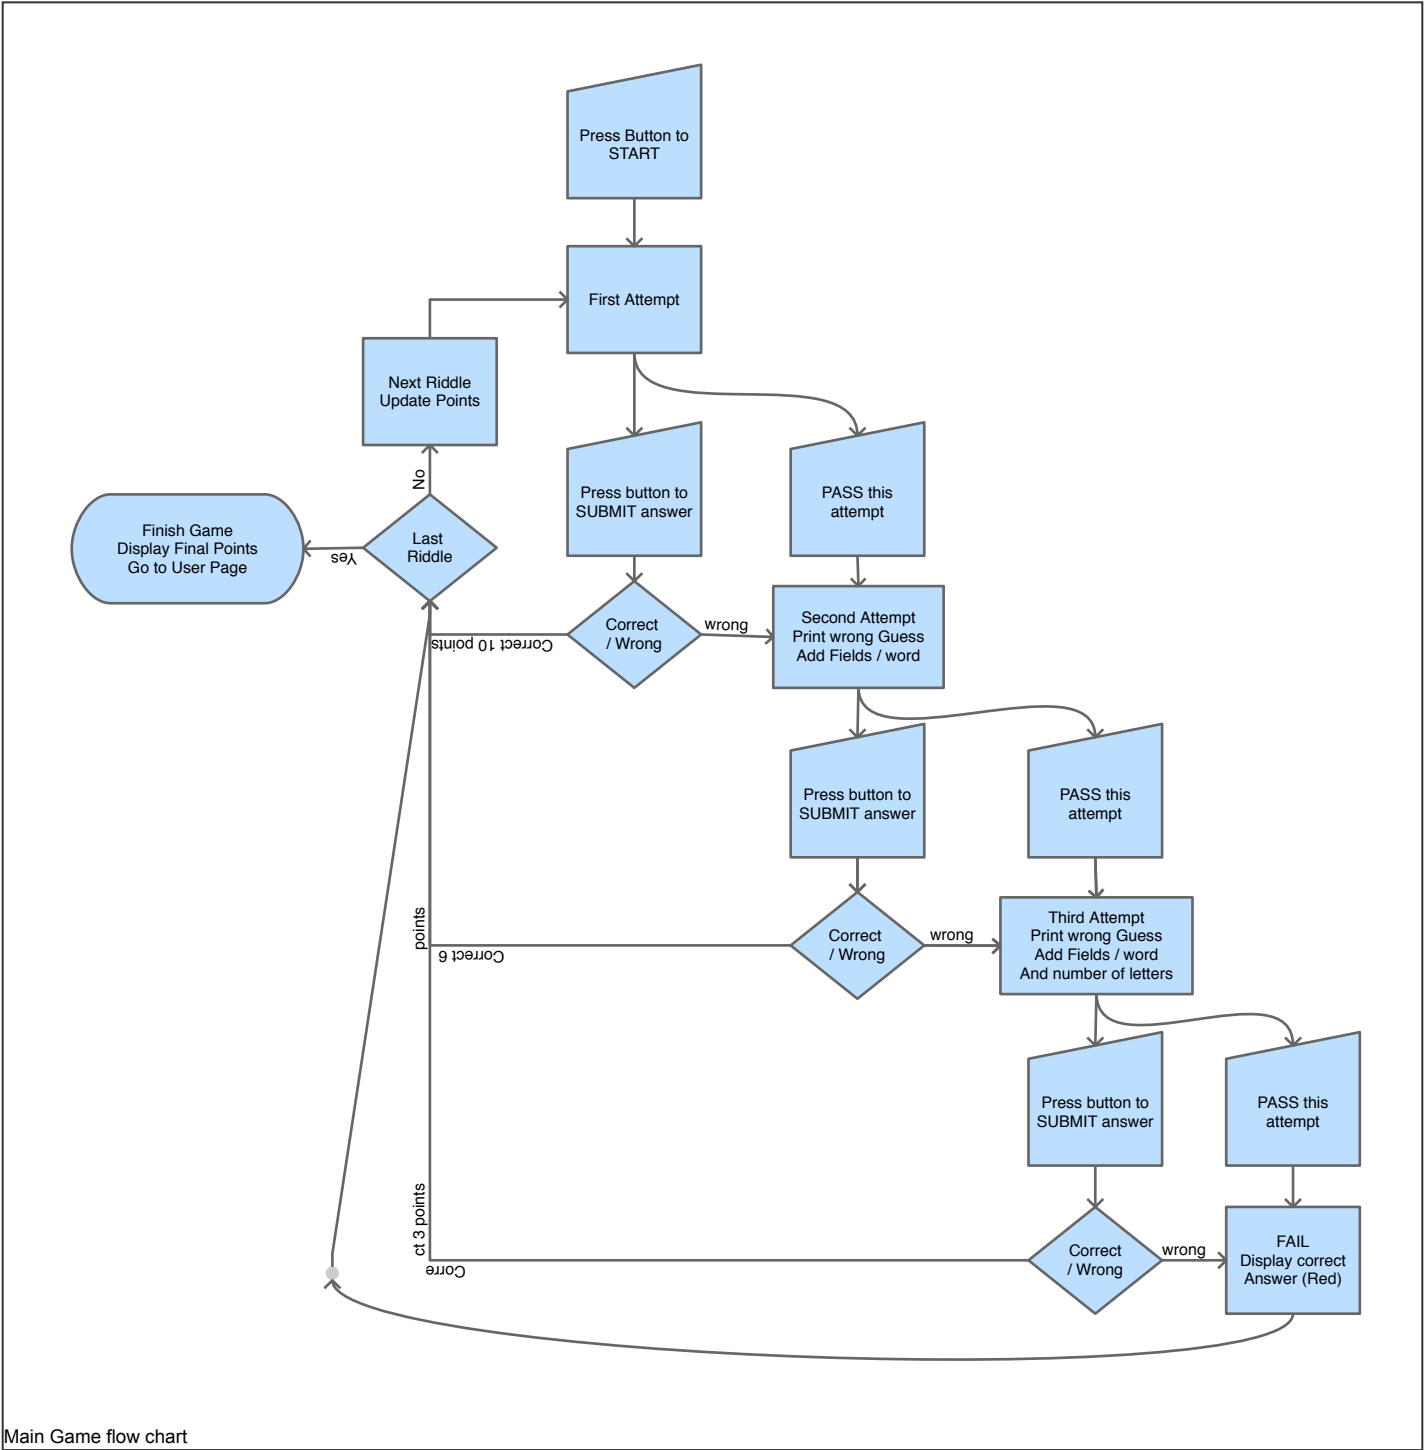 Press Button to
START
First Attempt
Next Riddle
Update Points
No
Press button to
SUBMIT answer
PASS this
attempt
Finish Game
Display Final Points
Go to User Page
Yes
Last
Riddle
Correct
/ Wrong
wrong
Correct 10 points
Second Attempt
Print wrong Guess
Add Fields / word
Press button to
SUBMIT answer
PASS this
attempt
Correct
/ Wrong
wrong
Correct 6
points
Third Attempt
Print wrong Guess
Add Fields / word
And number of letters
Press button to
SUBMIT answer
PASS this
attempt
Correct
/ Wrong
wrong
Corre
ct 3 points
FAIL
Display correct
Answer (Red)
Main Game flow chart